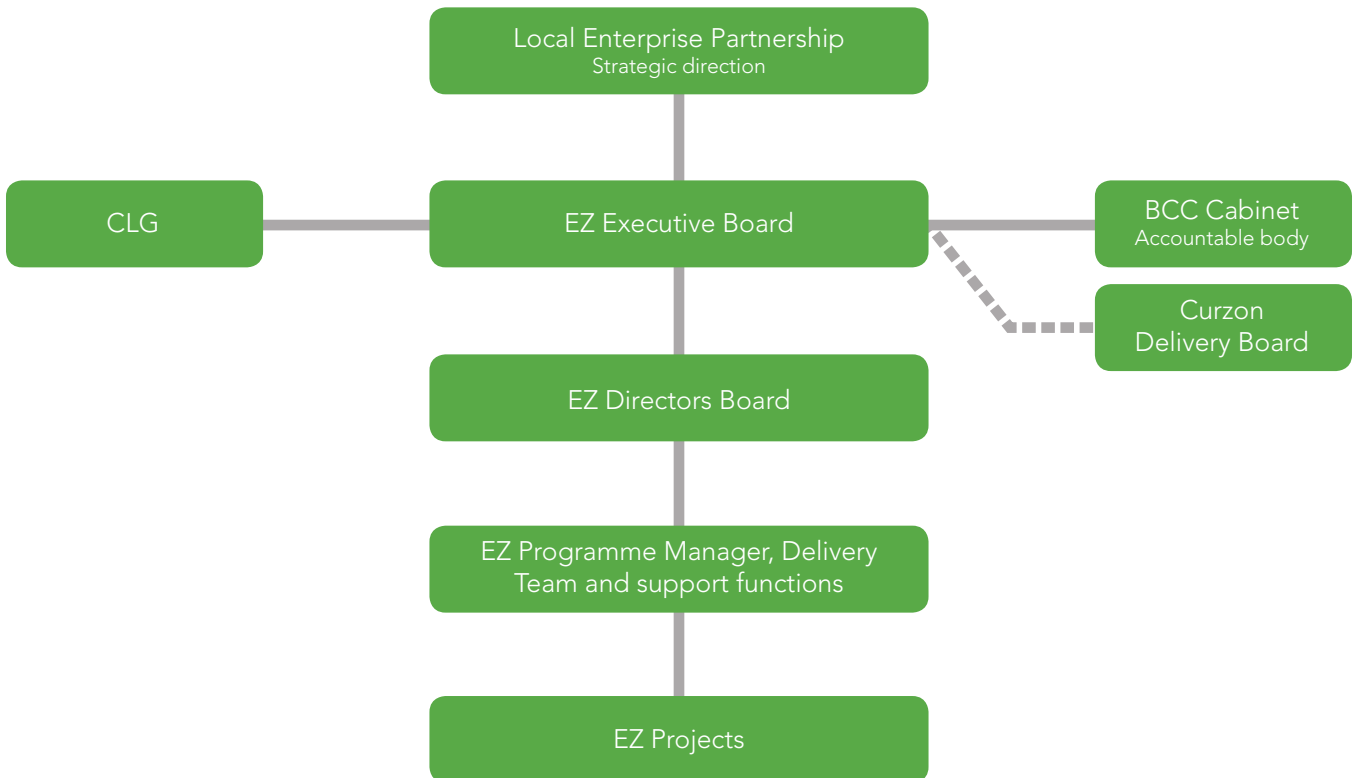 Local Enterprise Partnership
Strategic direction
CLG
EZ Executive Board
BCC Cabinet
Accountable body
Curzon
Delivery Board
EZ Directors Board
EZ Programme Manager, Delivery
Team and support functions
EZ Projects